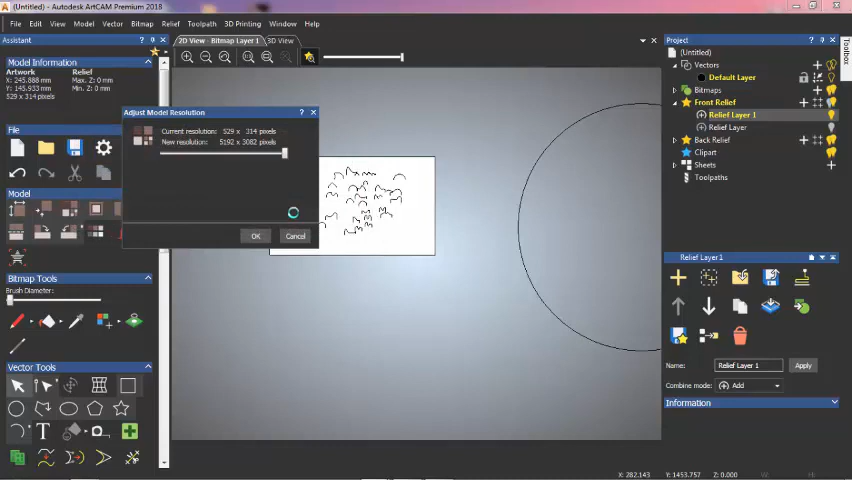 (Untitled) - Autodesk ArtCAM Premium 2018
File Edit View Model Vector Bitmap Relief Toolpath 3D Printing Window Help
Assistant
Model Information
Artwork Relief
X: 245.888 mm Max. Z: 0 mm
Y: 145.933 mm Min. Z: 0 mm
529 x 314 pixels
File
Model
Bitmap Tools
Brush Diameter:
Vector Tools
2D View - Bitmap Layer 1 3D View
Adjust Model Resolution
Current resolution: 529 x 314 pixels
New resolution: 5192 x 3082 pixels
OK Cancel
Project
(Untitled)
Vectors
Default Layer
Bitmaps
Front Relief
Relief Layer 1
Relief Layer
Back Relief
Clipart
Sheets
Toolpaths
Toolbox
Relief Layer1
Name: Relief Layer 1 Apply
Combine mode: Add
Information
X: 282.143 Y: 1453.757 Z: 0.000 W: H: